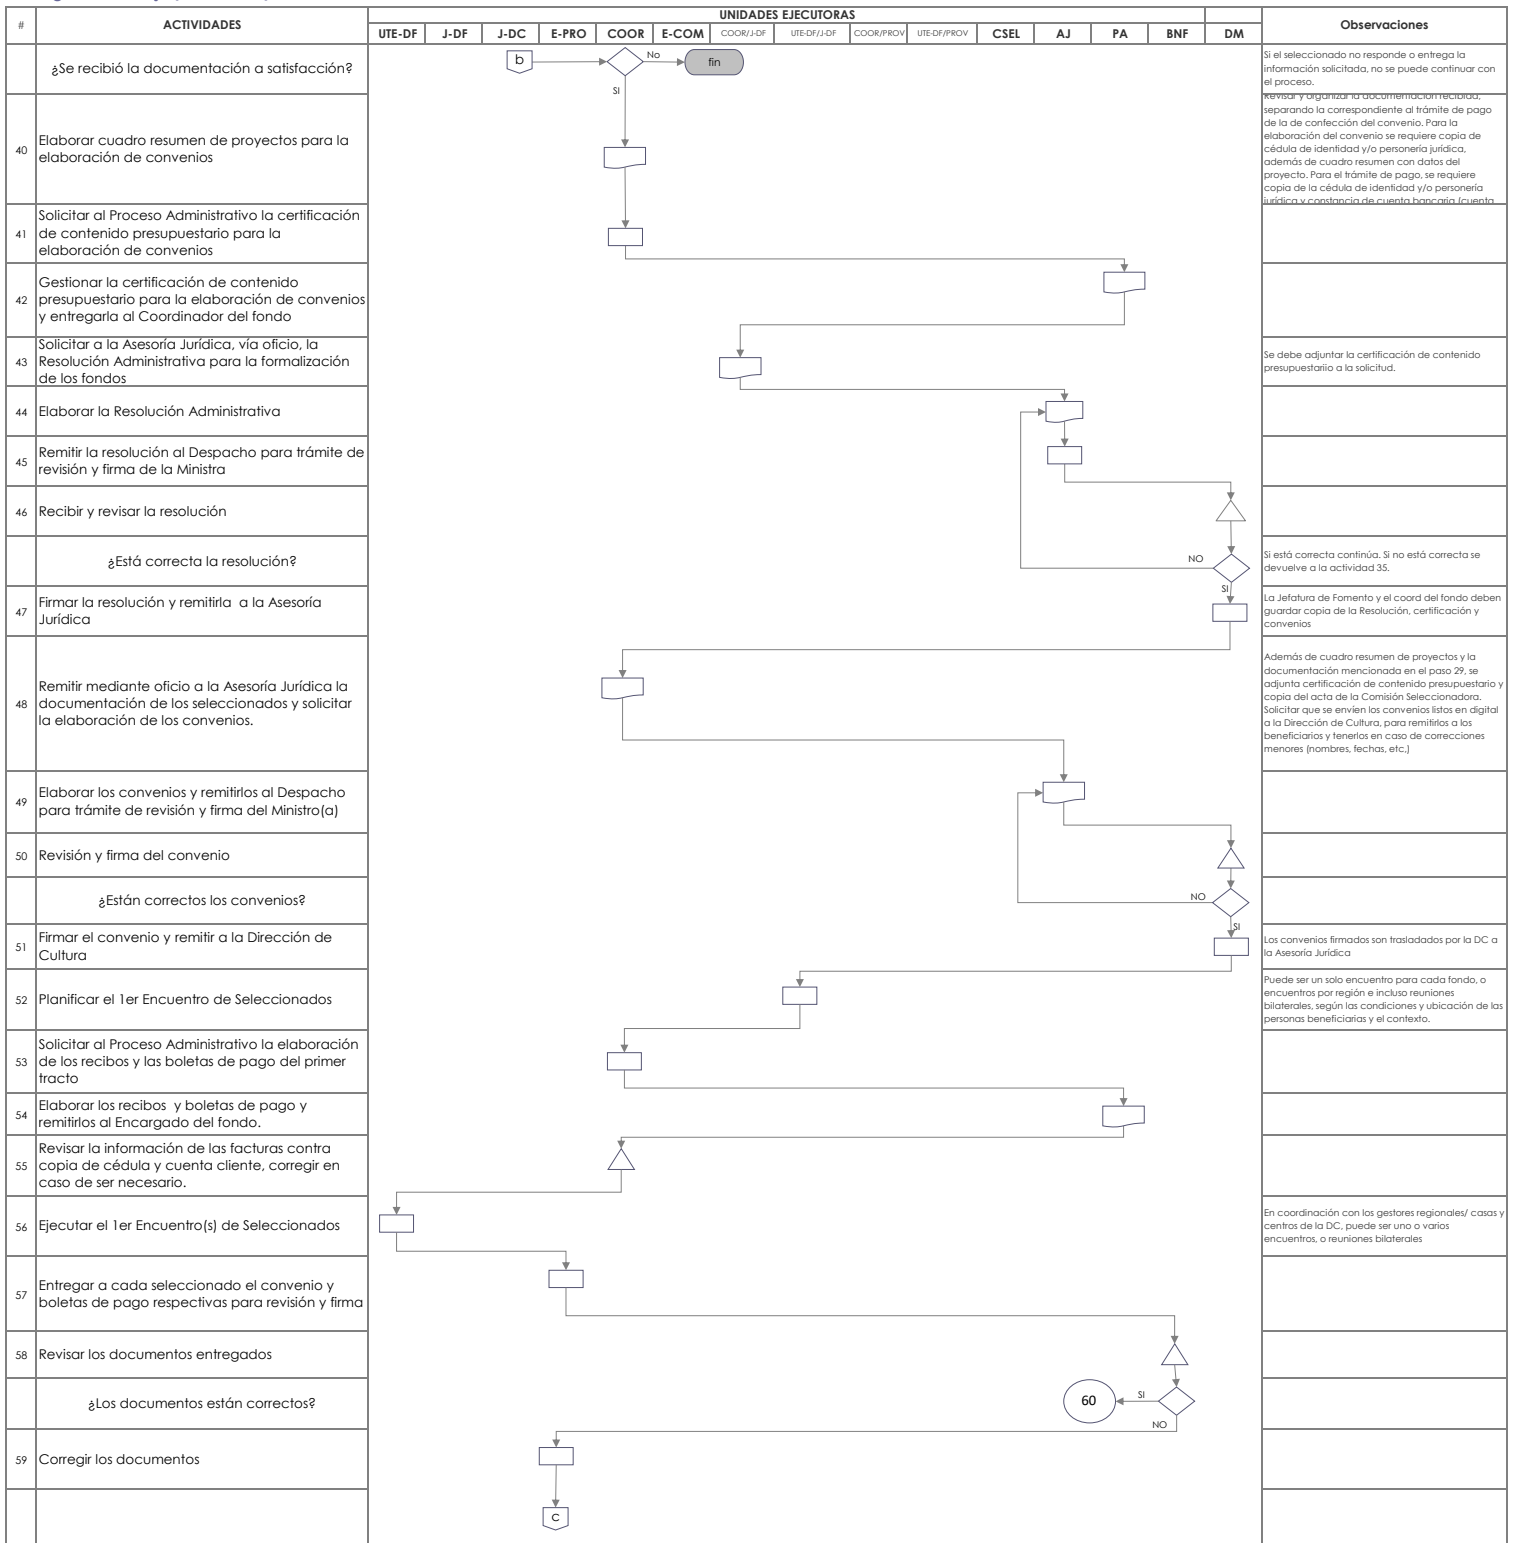 # ACTIVIDADES UNIDADES EJECUTORAS Observaciones
UTE-DF J-DF J-DC E-PRO COOR E-COM COOR/J-DF UTE-DF/J-DF COOR/PROV UTE-DF/PROV CSEL AJ PA BNF DM
¿Se recibió la documentación a satisfacción?
b
No
fin
SI
Si el seleccionado no responde o entrega la
información solicitada, no se puede continuar con
el proceso.
40
Elaborar cuadro resumen de proyectos para la
elaboración de convenios
Revisar y organizar la documentación recibida,
separando la correspondiente al trámite de pago
de la de confección del convenio. Para la
elaboración del convenio se requiere copia de
cédula de identidad y/o personería jurídica,
además de cuadro resumen con datos del
proyecto. Para el trámite de pago, se requiere
copia de la cédula de identidad y/o personería
jurídica y constancia de cuenta bancaria (cuenta
41
Solicitar al Proceso Administrativo la certificación
de contenido presupuestario para la
elaboración de convenios
42
Gestionar la certificación de contenido
presupuestario para la elaboración de convenios
y entregarla al Coordinador del fondo
43
Solicitar a la Asesoría Jurídica, vía oficio, la
Resolución Administrativa para la formalización
de los fondos
Se debe adjuntar la certificación de contenido
presupuestariio a la solicitud.
44
Elaborar la Resolución Administrativa
45
Remitir la resolución al Despacho para trámite de
revisión y firma de la Ministra
46
Recibir y revisar la resolución
¿Está correcta la resolución?
NO
SI
Si está correcta continúa. Si no está correcta se
devuelve a la actividad 35.
47
Firmar la resolución y remitirla  a la Asesoría
Jurídica
La Jefatura de Fomento y el coord del fondo deben
guardar copia de la Resolución, certificación y
convenios
48
Remitir mediante oficio a la Asesoría Jurídica la
documentación de los seleccionados y solicitar
la elaboración de los convenios.
Además de cuadro resumen de proyectos y la
documentación mencionada en el paso 29, se
adjunta certificación de contenido presupuestario y
copia del acta de la Comisión Seleccionadora.
Solicitar que se envíen los convenios listos en digital
a la Dirección de Cultura, para remitirlos a los
beneficiarios y tenerlos en caso de correcciones
menores (nombres, fechas, etc,)
49
Elaborar los convenios y remitirlos al Despacho
para trámite de revisión y firma del Ministro(a)
50
Revisión y firma del convenio
¿Están correctos los convenios?
NO
SI
51
Firmar el convenio y remitir a la Dirección de
Cultura
Los convenios firmados son trasladados por la DC a
la Asesoría Jurídica
52
Planificar el 1er Encuentro de Seleccionados
Puede ser un solo encuentro para cada fondo, o
encuentros por región e incluso reuniones
bilaterales, según las condiciones y ubicación de las
personas beneficiarias y el contexto.
53
Solicitar al Proceso Administrativo la elaboración
de los recibos y las boletas de pago del primer
tracto
54
Elaborar los recibos  y boletas de pago y
remitirlos al Encargado del fondo.
55
Revisar la información de las facturas contra
copia de cédula y cuenta cliente, corregir en
caso de ser necesario.
56
Ejecutar el 1er Encuentro(s) de Seleccionados
En coordinación con los gestores regionales/ casas y
centros de la DC, puede ser uno o varios
encuentros, o reuniones bilaterales
57
Entregar a cada seleccionado el convenio y
boletas de pago respectivas para revisión y firma
58
Revisar los documentos entregados
¿Los documentos están correctos?
60
SI
NO
59
Corregir los documentos
C